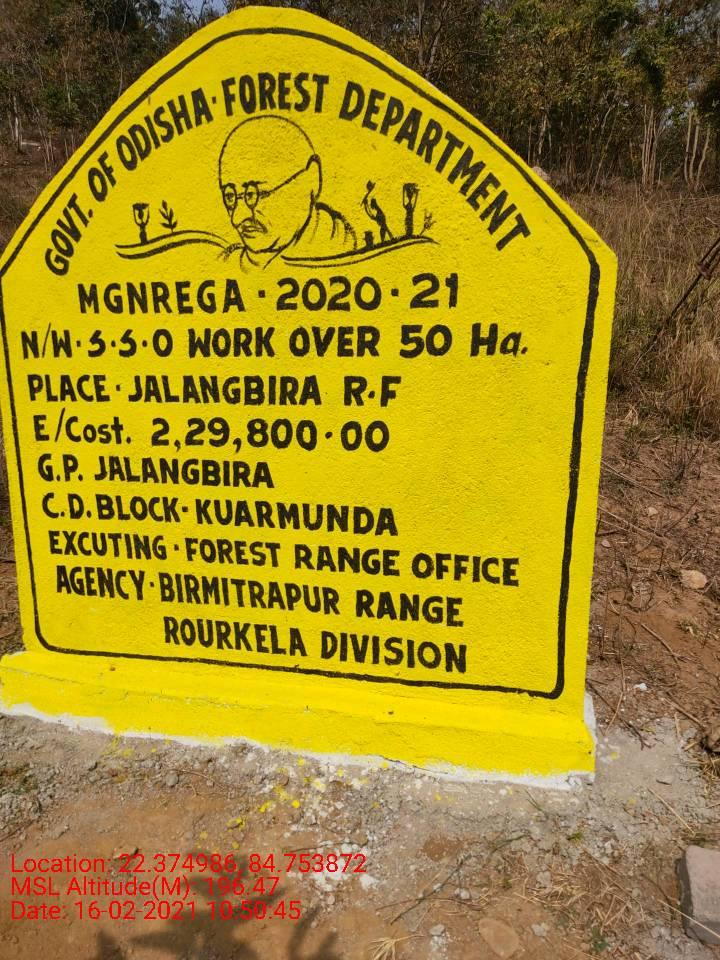 GOVT. OF ODISHA · FOREST DEPARTMENT
MGNREGA · 2020 · 21
N/W · S · S · O WORK OVER 50 Ha.
PLACE · JALANGBIRA R.F
E/Cost. 2,29,800·00
G.P. JALANGBIRA
C.D. BLOCK · KUARMUNDA
EXCUTING · FOREST RANGE OFFICE
AGENCY · BIRMITRAPUR RANGE
ROURKELA DIVISION
Location: 22.374986, 84.753872
MSL Altitude(M): 196.47
Date: 16-02-2021 10:50:45